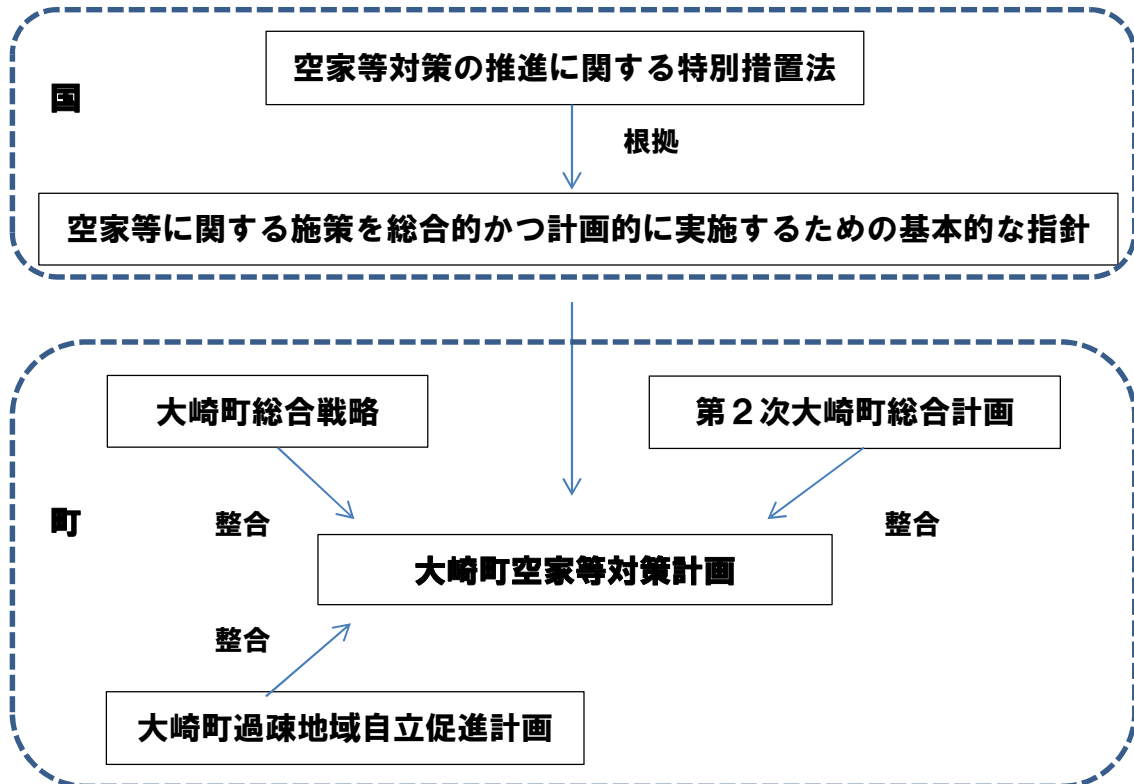 空家等対策の推進に関する特別措置法
国
根拠
空家等に関する施策を総合的かつ計画的に実施するための基本的な指針
大崎町総合戦略
第２次大崎町総合計画
町
整合
整合
大崎町空家等対策計画
整合
大崎町過疎地域自立促進計画